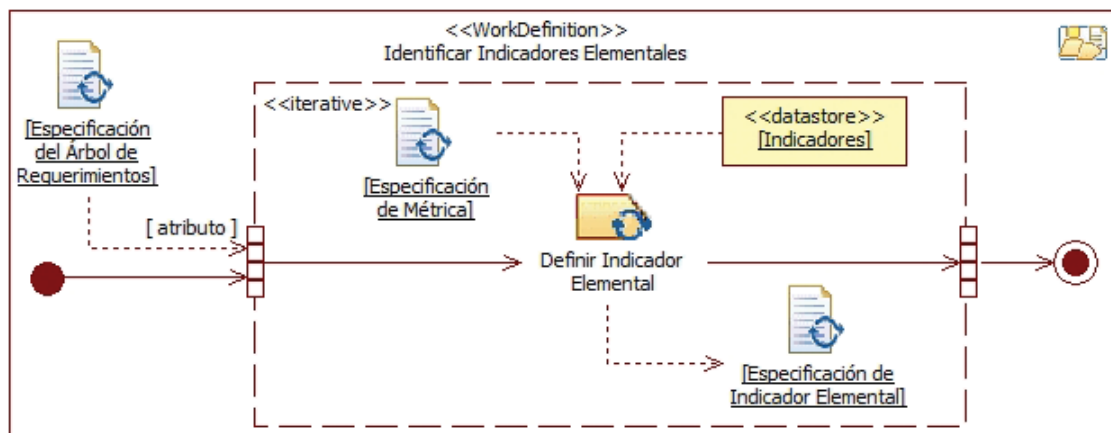 <<WorkDefinition>>
Identificar Indicadores Elementales
[Especificación
del Árbol de
Requerimientos]
<<iterative>>
[Especificación
de Métrica]
<<datastore>>
[Indicadores]
[ atributo ]
Definir Indicador
Elemental
[Especificación de
Indicador Elemental]